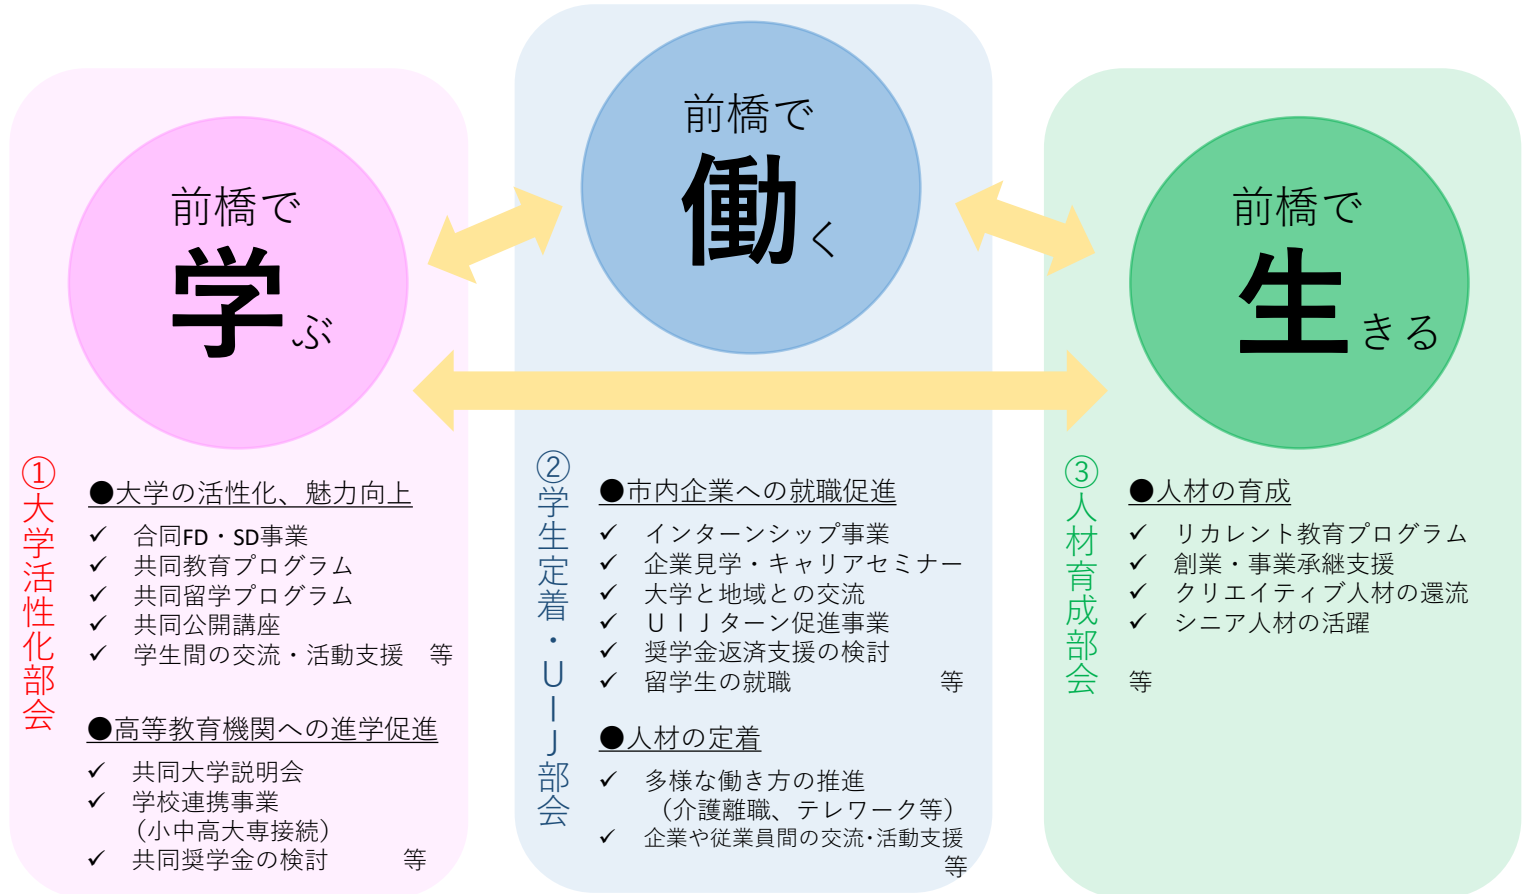 前橋で
学ぶ
①大学活性化部会
●大学の活性化、魅力向上
✓ 合同FD・SD事業
✓ 共同教育プログラム
✓ 共同留学プログラム
✓ 共同公開講座
✓ 学生間の交流・活動支援 等
●高等教育機関への進学促進
✓ 共同大学説明会
✓ 学校連携事業
（小中高大専接続）
✓ 共同奨学金の検討 等
前橋で
働く
②学生定着・UIJ部会
●市内企業への就職促進
✓ インターンシップ事業
✓ 企業見学・キャリアセミナー
✓ 大学と地域との交流
✓ ＵＩＪターン促進事業
✓ 奨学金返済支援の検討
✓ 留学生の就職 等
●人材の定着
✓ 多様な働き方の推進
（介護離職、テレワーク等）
✓ 企業や従業員間の交流・活動支援
等
前橋で
生きる
③人材育成部会
●人材の育成
✓ リカレント教育プログラム
✓ 創業・事業承継支援
✓ クリエイティブ人材の還流
✓ シニア人材の活躍
等